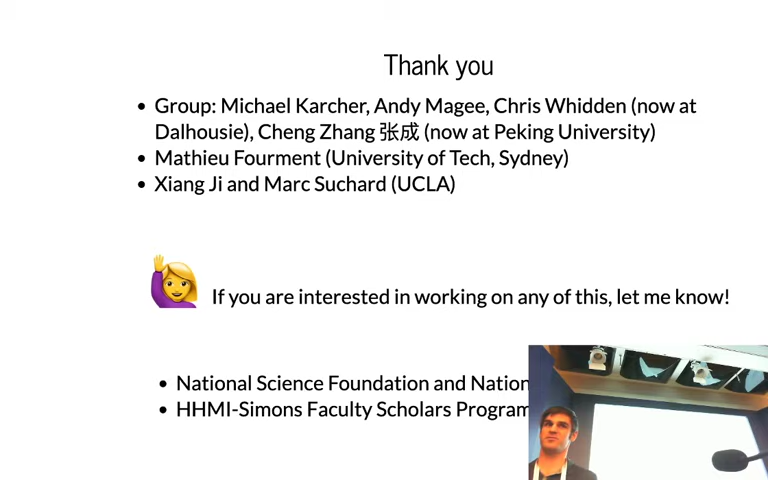 Thank you
• Group: Michael Karcher, Andy Magee, Chris Whidden (now at
Dalhousie), Cheng Zhang 张成 (now at Peking University)
• Mathieu Fourment (University of Tech, Sydney)
• Xiang Ji and Marc Suchard (UCLA)
If you are interested in working on any of this, let me know!
• National Science Foundation and Nation
• HHMI-Simons Faculty Scholars Program